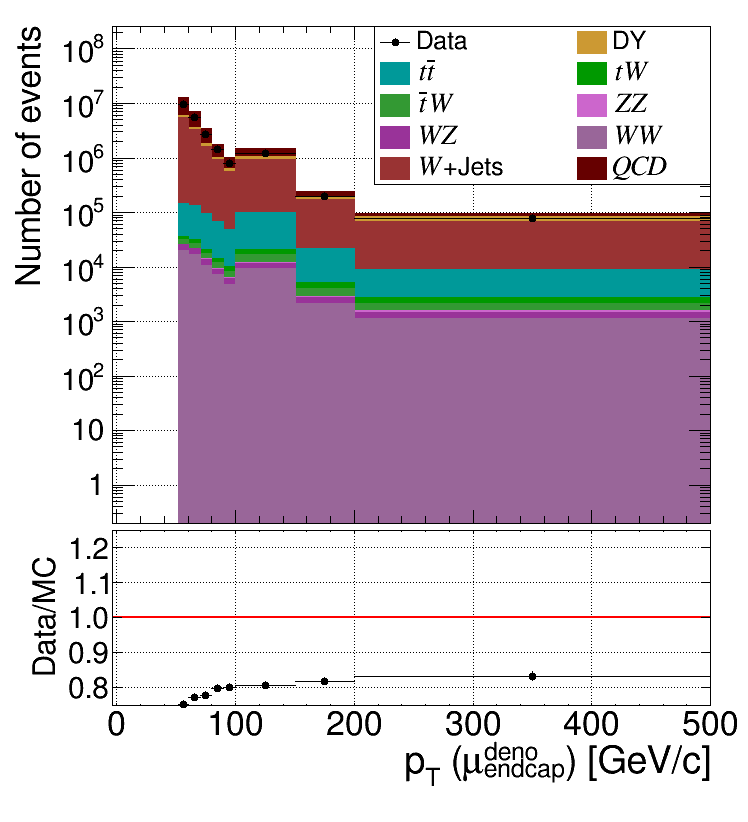 Number of events
10⁸
10⁷
10⁶
10⁵
10⁴
10³
10²
10
1
Data
DY
tt̄
tW
t̄W
ZZ
WZ
WW
W+Jets
QCD
Data/MC
1.2
1.1
1.0
0.9
0.8
0 100 200 300 400 500
p_T (μ^deno_endcap) [GeV/c]